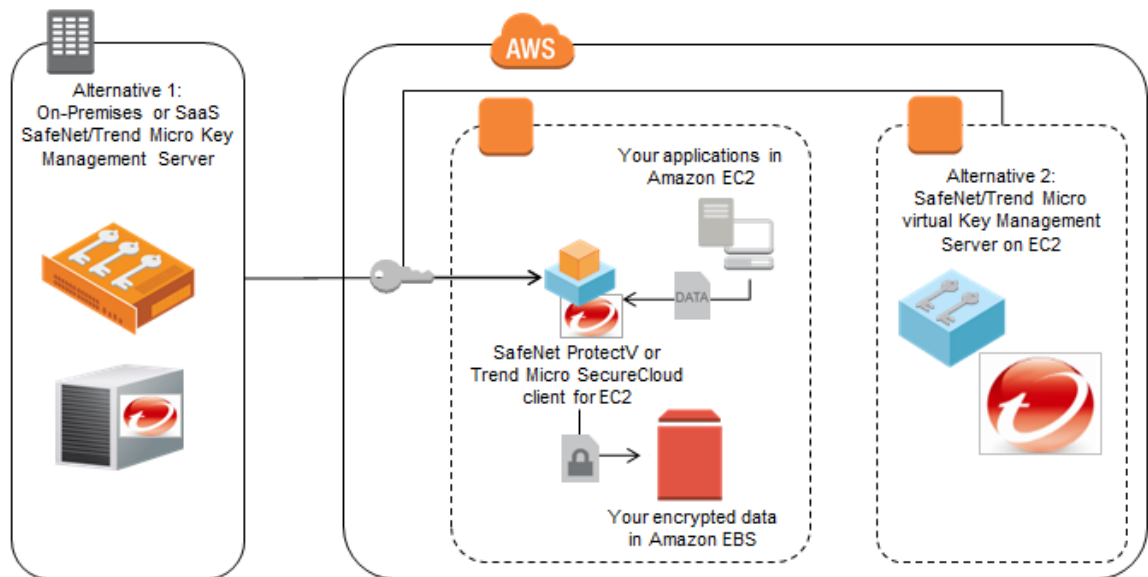 AWS
Alternative 1:
On-Premises or SaaS
SafeNet/Trend Micro Key
Management Server
Your applications in
Amazon EC2
DATA
SafeNet ProtectV or
Trend Micro SecureCloud
client for EC2
Your encrypted data
in Amazon EBS
Alternative 2:
SafeNet/Trend Micro
virtual Key Management
Server on EC2